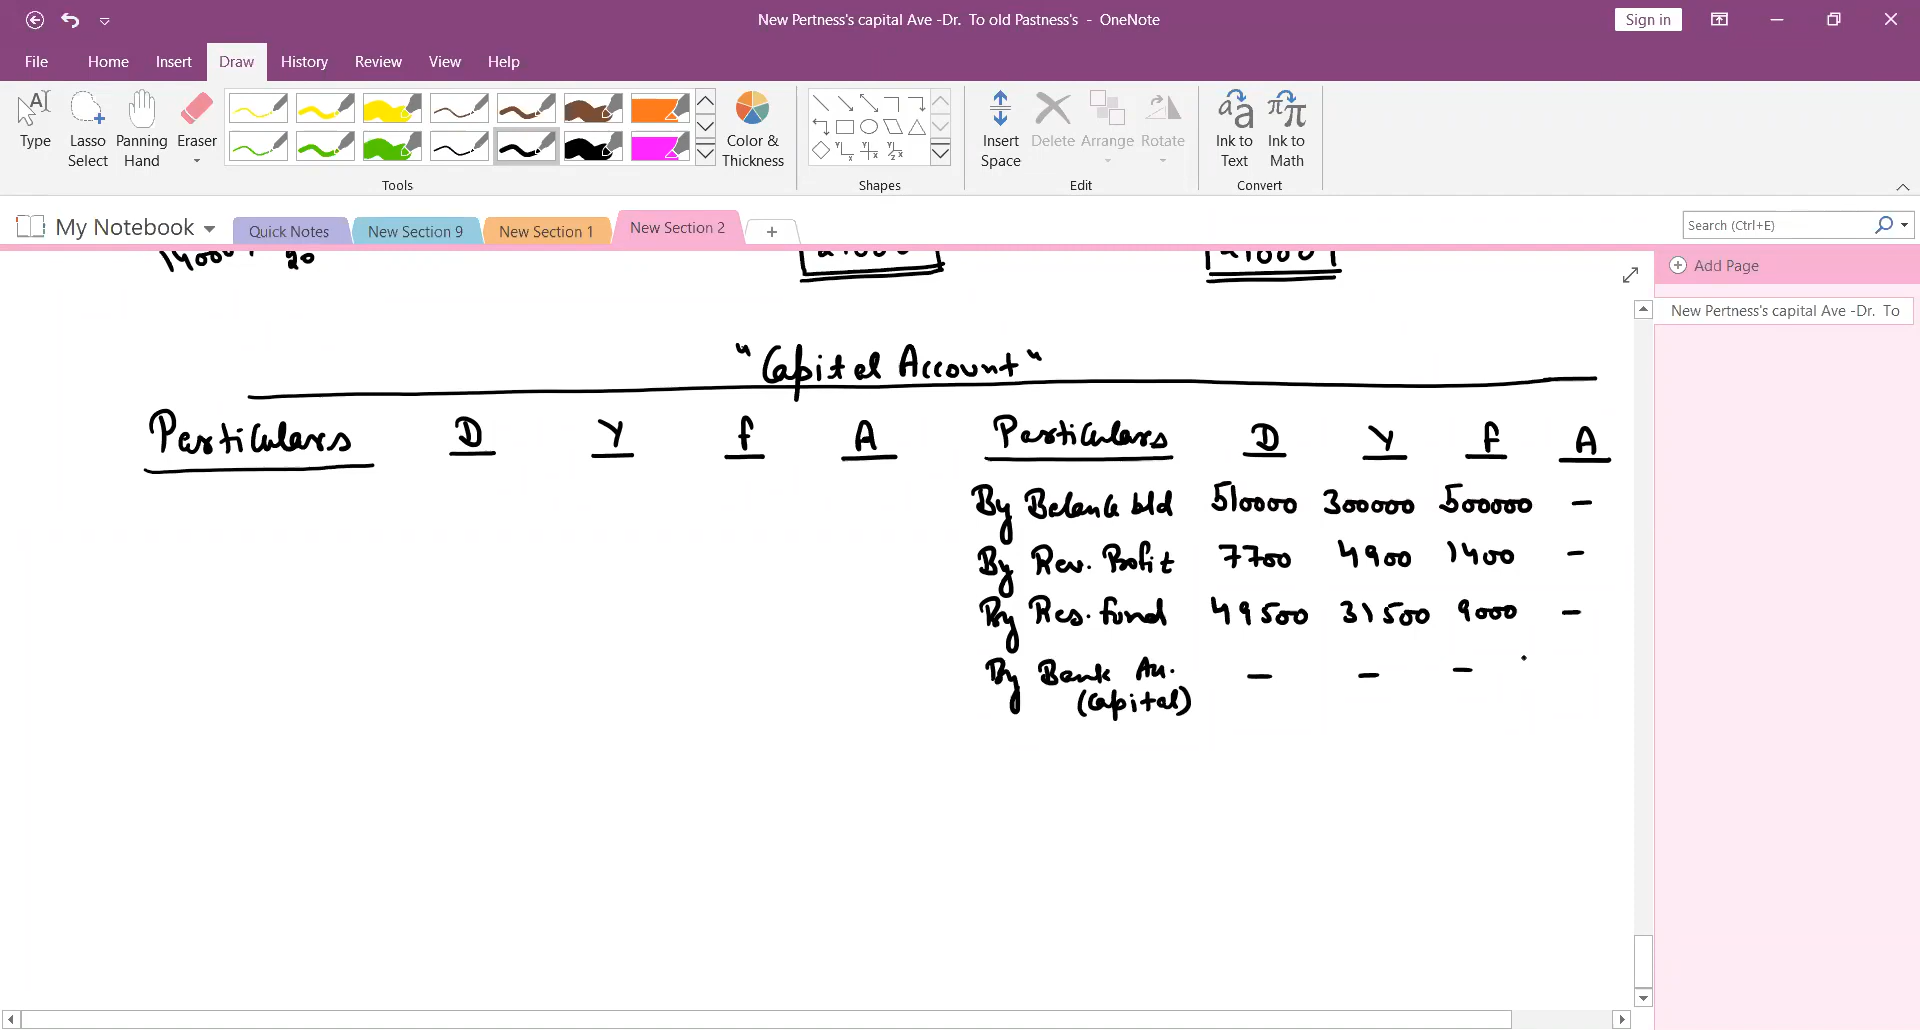 New Pertness's capital Ave -Dr. To old Pastness's - OneNote
Sign in
File Home Insert Draw History Review View Help
Type
Lasso Select
Panning Hand
Eraser
Color & Thickness
Insert Space
Delete
Arrange
Rotate
Ink to Text
Ink to Math
Tools
Shapes
Edit
Convert
My Notebook
Quick Notes
New Section 9
New Section 1
New Section 2
Search (Ctrl+E)
Add Page
New Pertness's capital Ave -Dr. To
"Capital Account"
Particulars D Y F A Particulars D Y F A
By Balance b/d 510000 300000 500000 -
By Rev. Profit 7700 4900 1400 -
By Res. fund 49500 31500 9000 -
By Bank A/c. - - -
(Capital)